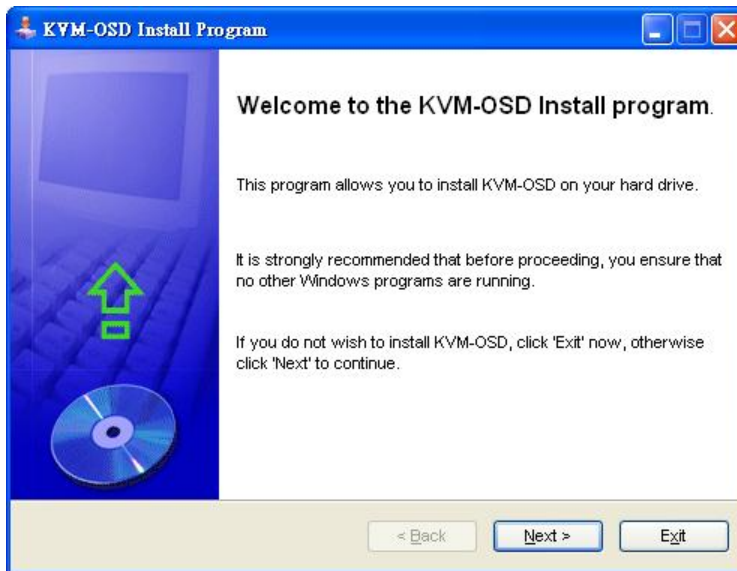 KVM-OSD Install Program
Welcome to the KVM-OSD Install program.
This program allows you to install KVM-OSD on your hard drive.
It is strongly recommended that before proceeding, you ensure that
no other Windows programs are running.
If you do not wish to install KVM-OSD, click 'Exit' now, otherwise
click 'Next' to continue.
< Back
Next >
Exit